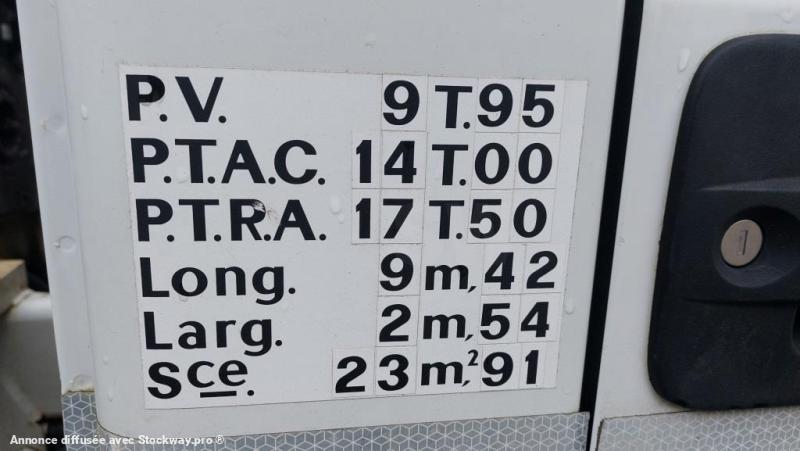 P.V. 9 T.95
P.T.A.C. 14 T.00
P.T.R.A. 17 T.50
Long. 9 m,42
Larg. 2 m,54
Sce. 23 m,²91
Annonce diffusée avec Stockway.pro®